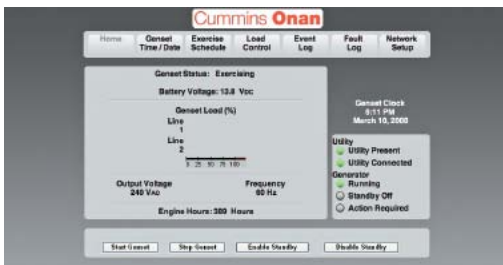 Cummins Onan
Home
Genset Time / Date
Exercise Schedule
Load Control
Event Log
Fault Log
Network Setup
Genset Status: Exercising
Battery Voltage: 13.8 VDC
Genset Load (%)
Line 1
Line 2
0 25 50 75 100
Output Voltage
240 VAC
Frequency
60 Hz
Engine Hours: 389 Hours
Genset Clock
5:11 PM
March 10, 2008
Utility
Utility Present
Utility Connected
Generator
Running
Standby Off
Action Required
Start Genset
Stop Genset
Enable Standby
Disable Standby